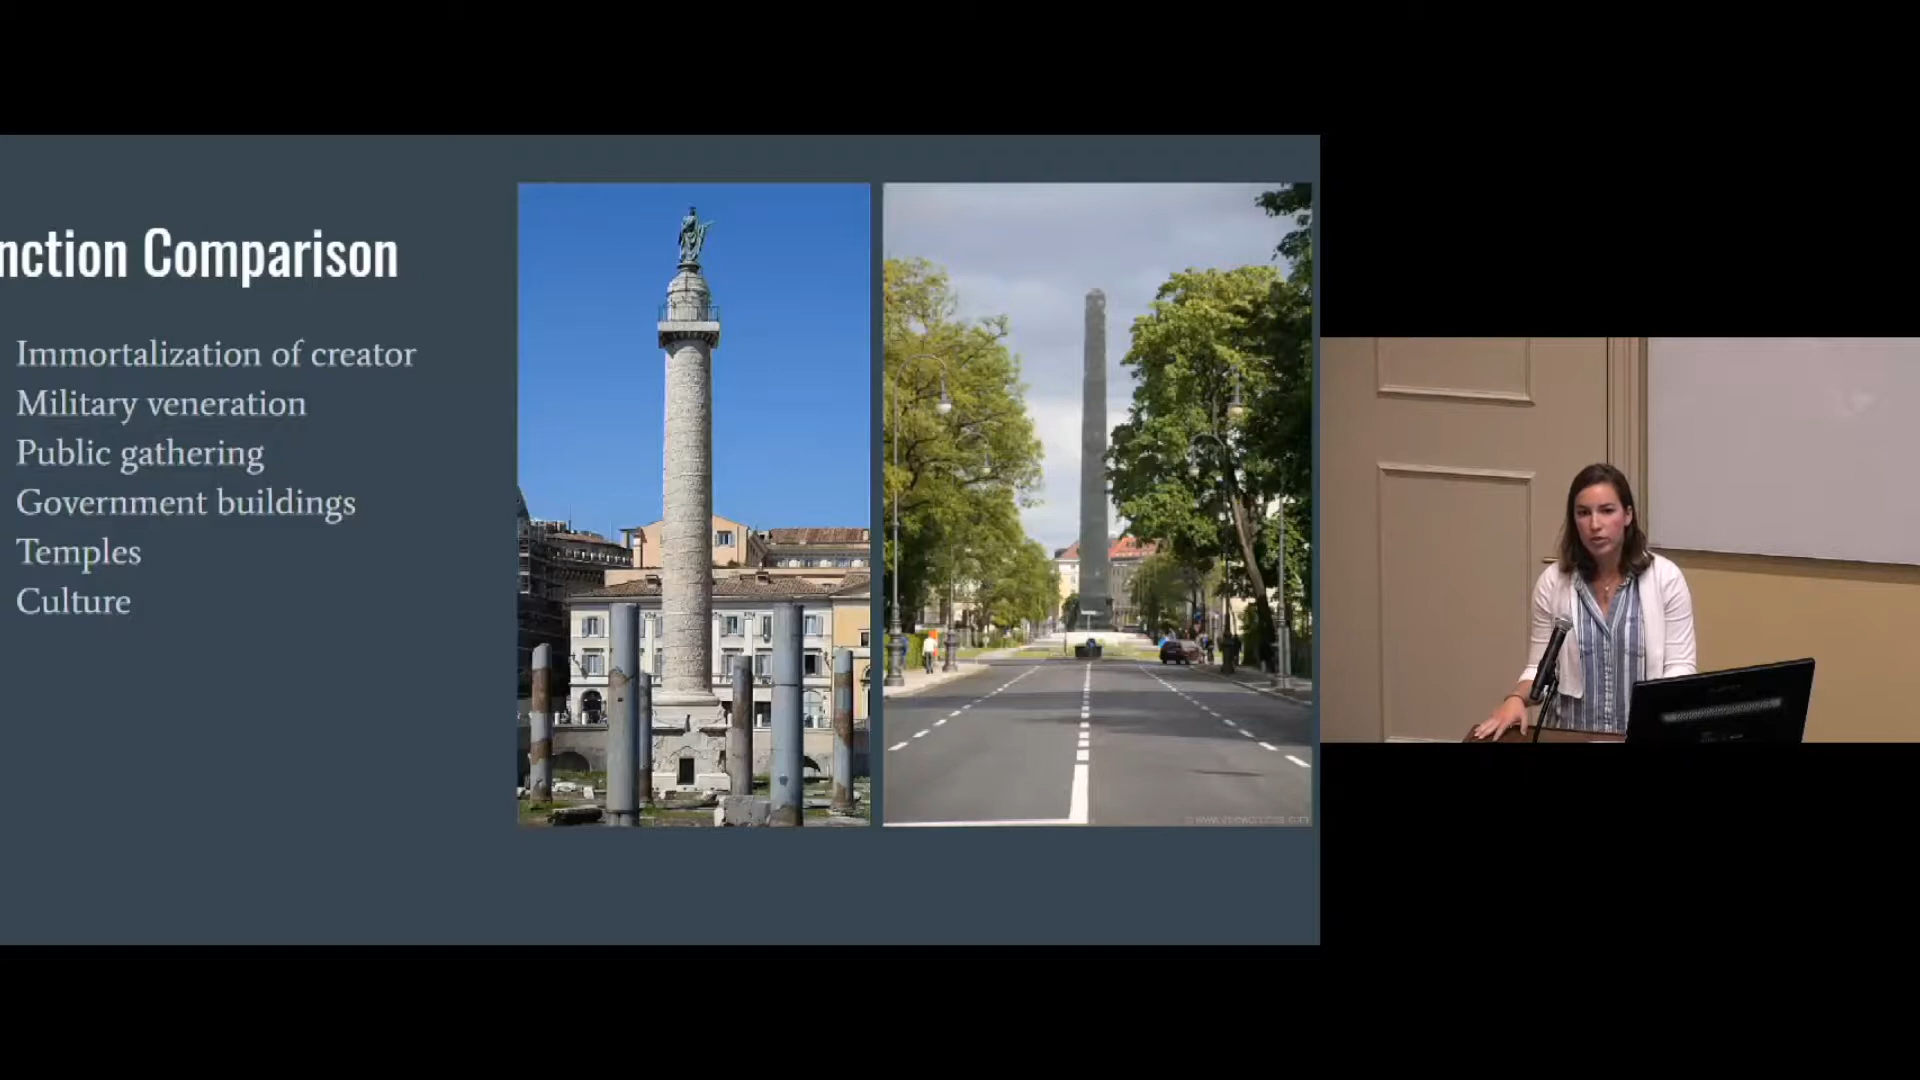 nction Comparison
Immortalization of creator
Military veneration
Public gathering
Government buildings
Temples
Culture